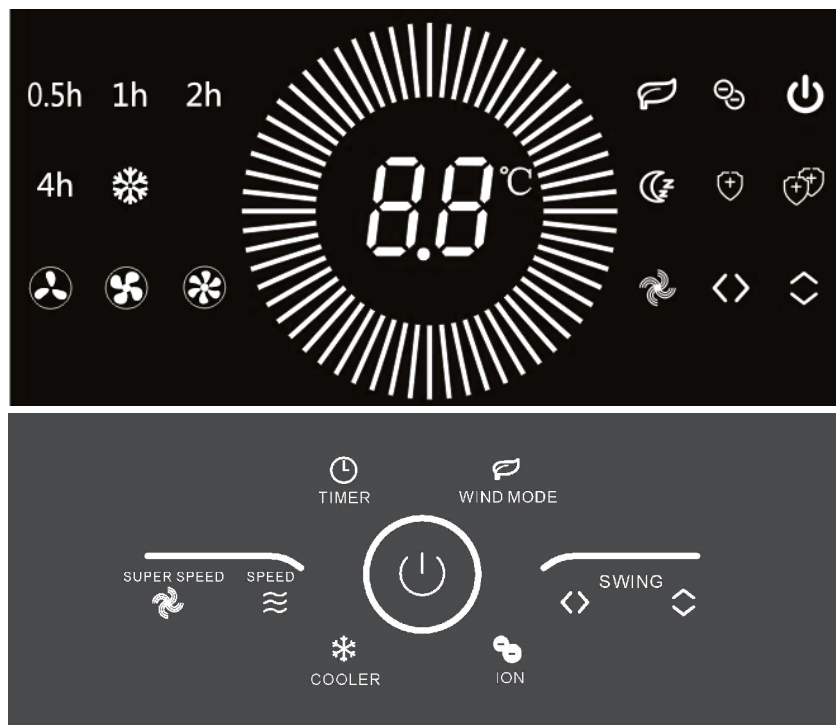 0.5h 1h 2h
4h
8.8°C
TIMER
WIND MODE
SUPER SPEED
SPEED
SWING
COOLER
ION